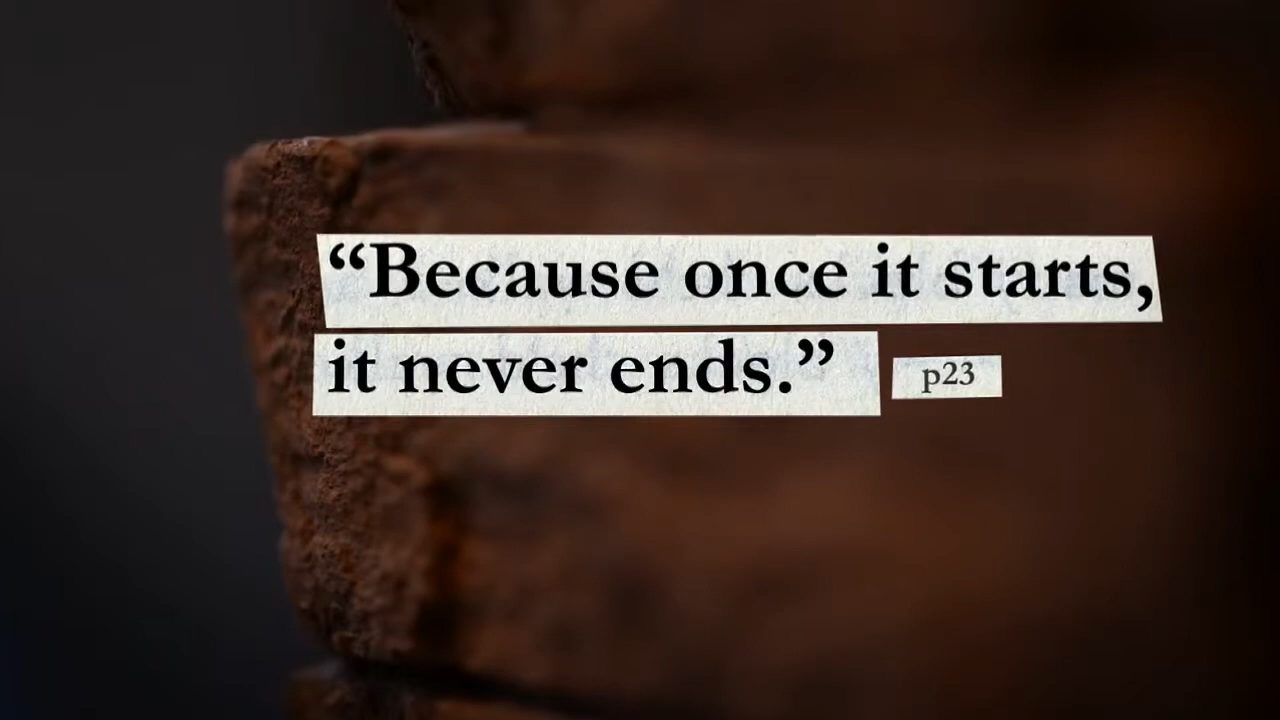 “Because once it starts,
it never ends.”
p23